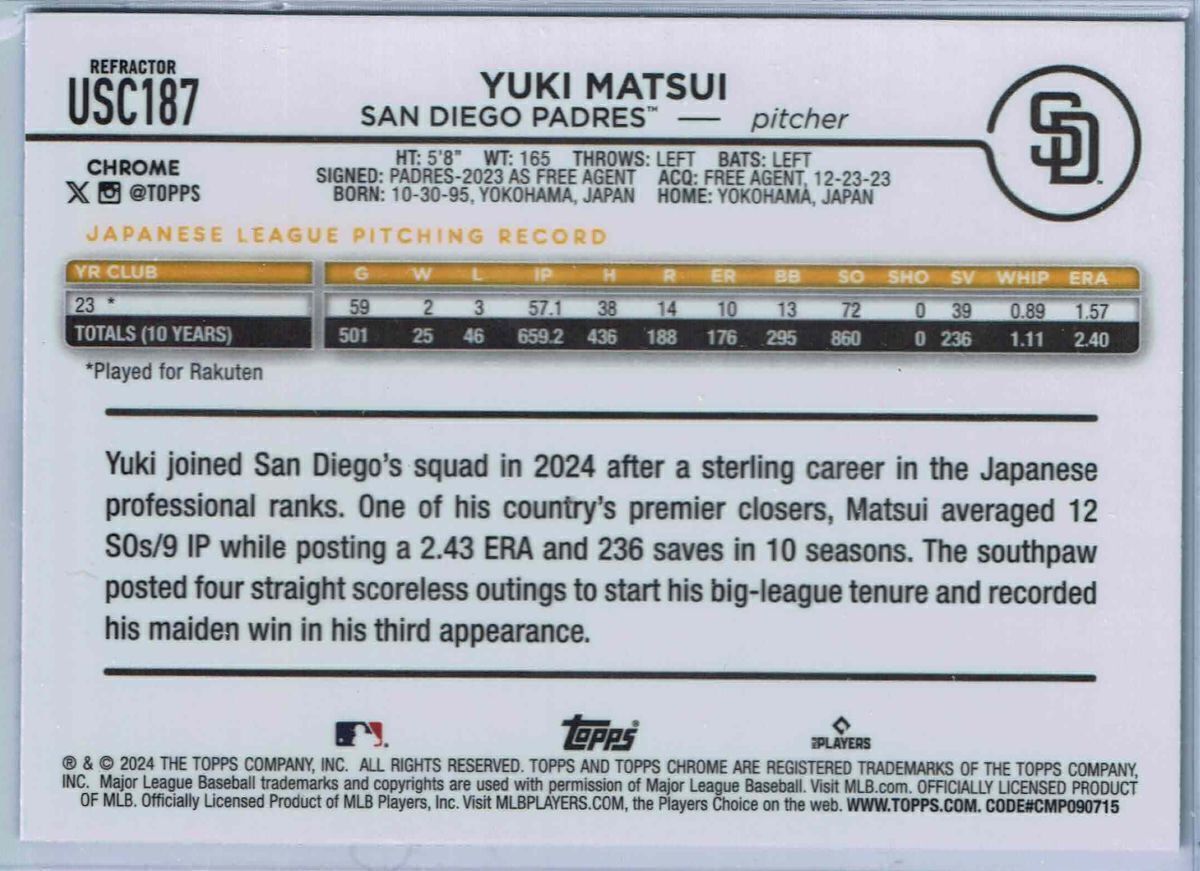 REFRACTOR
USC187
YUKI MATSUI
SAN DIEGO PADRES™ — pitcher
SD
CHROME
X @TOPPS
HT: 5'8" WT: 165 THROWS: LEFT BATS: LEFT
SIGNED: PADRES-2023 AS FREE AGENT ACQ: FREE AGENT, 12-23-23
BORN: 10-30-95, YOKOHAMA, JAPAN HOME: YOKOHAMA, JAPAN
JAPANESE LEAGUE PITCHING RECORD
YR CLUB G W L IP H R ER BB SO SHO SV WHIP ERA
23 * 59 2 3 57.1 38 14 10 13 72 0 39 0.89 1.57
TOTALS (10 YEARS) 501 25 46 659.2 436 188 176 295 860 0 236 1.11 2.40
*Played for Rakuten
Yuki joined San Diego's squad in 2024 after a sterling career in the Japanese
professional ranks. One of his country's premier closers, Matsui averaged 12
SOs/9 IP while posting a 2.43 ERA and 236 saves in 10 seasons. The southpaw
posted four straight scoreless outings to start his big-league tenure and recorded
his maiden win in his third appearance.
topps® MLB PLAYERS
® & © 2024 THE TOPPS COMPANY, INC. ALL RIGHTS RESERVED. TOPPS AND TOPPS CHROME ARE REGISTERED TRADEMARKS OF THE TOPPS COMPANY,
INC. Major League Baseball trademarks and copyrights are used with permission of Major League Baseball. Visit MLB.com. OFFICIALLY LICENSED PRODUCT
OF MLB. Officially Licensed Product of MLB Players, Inc. Visit MLBPLAYERS.COM, the Players Choice on the web. WWW.TOPPS.COM. CODE#CMP090715